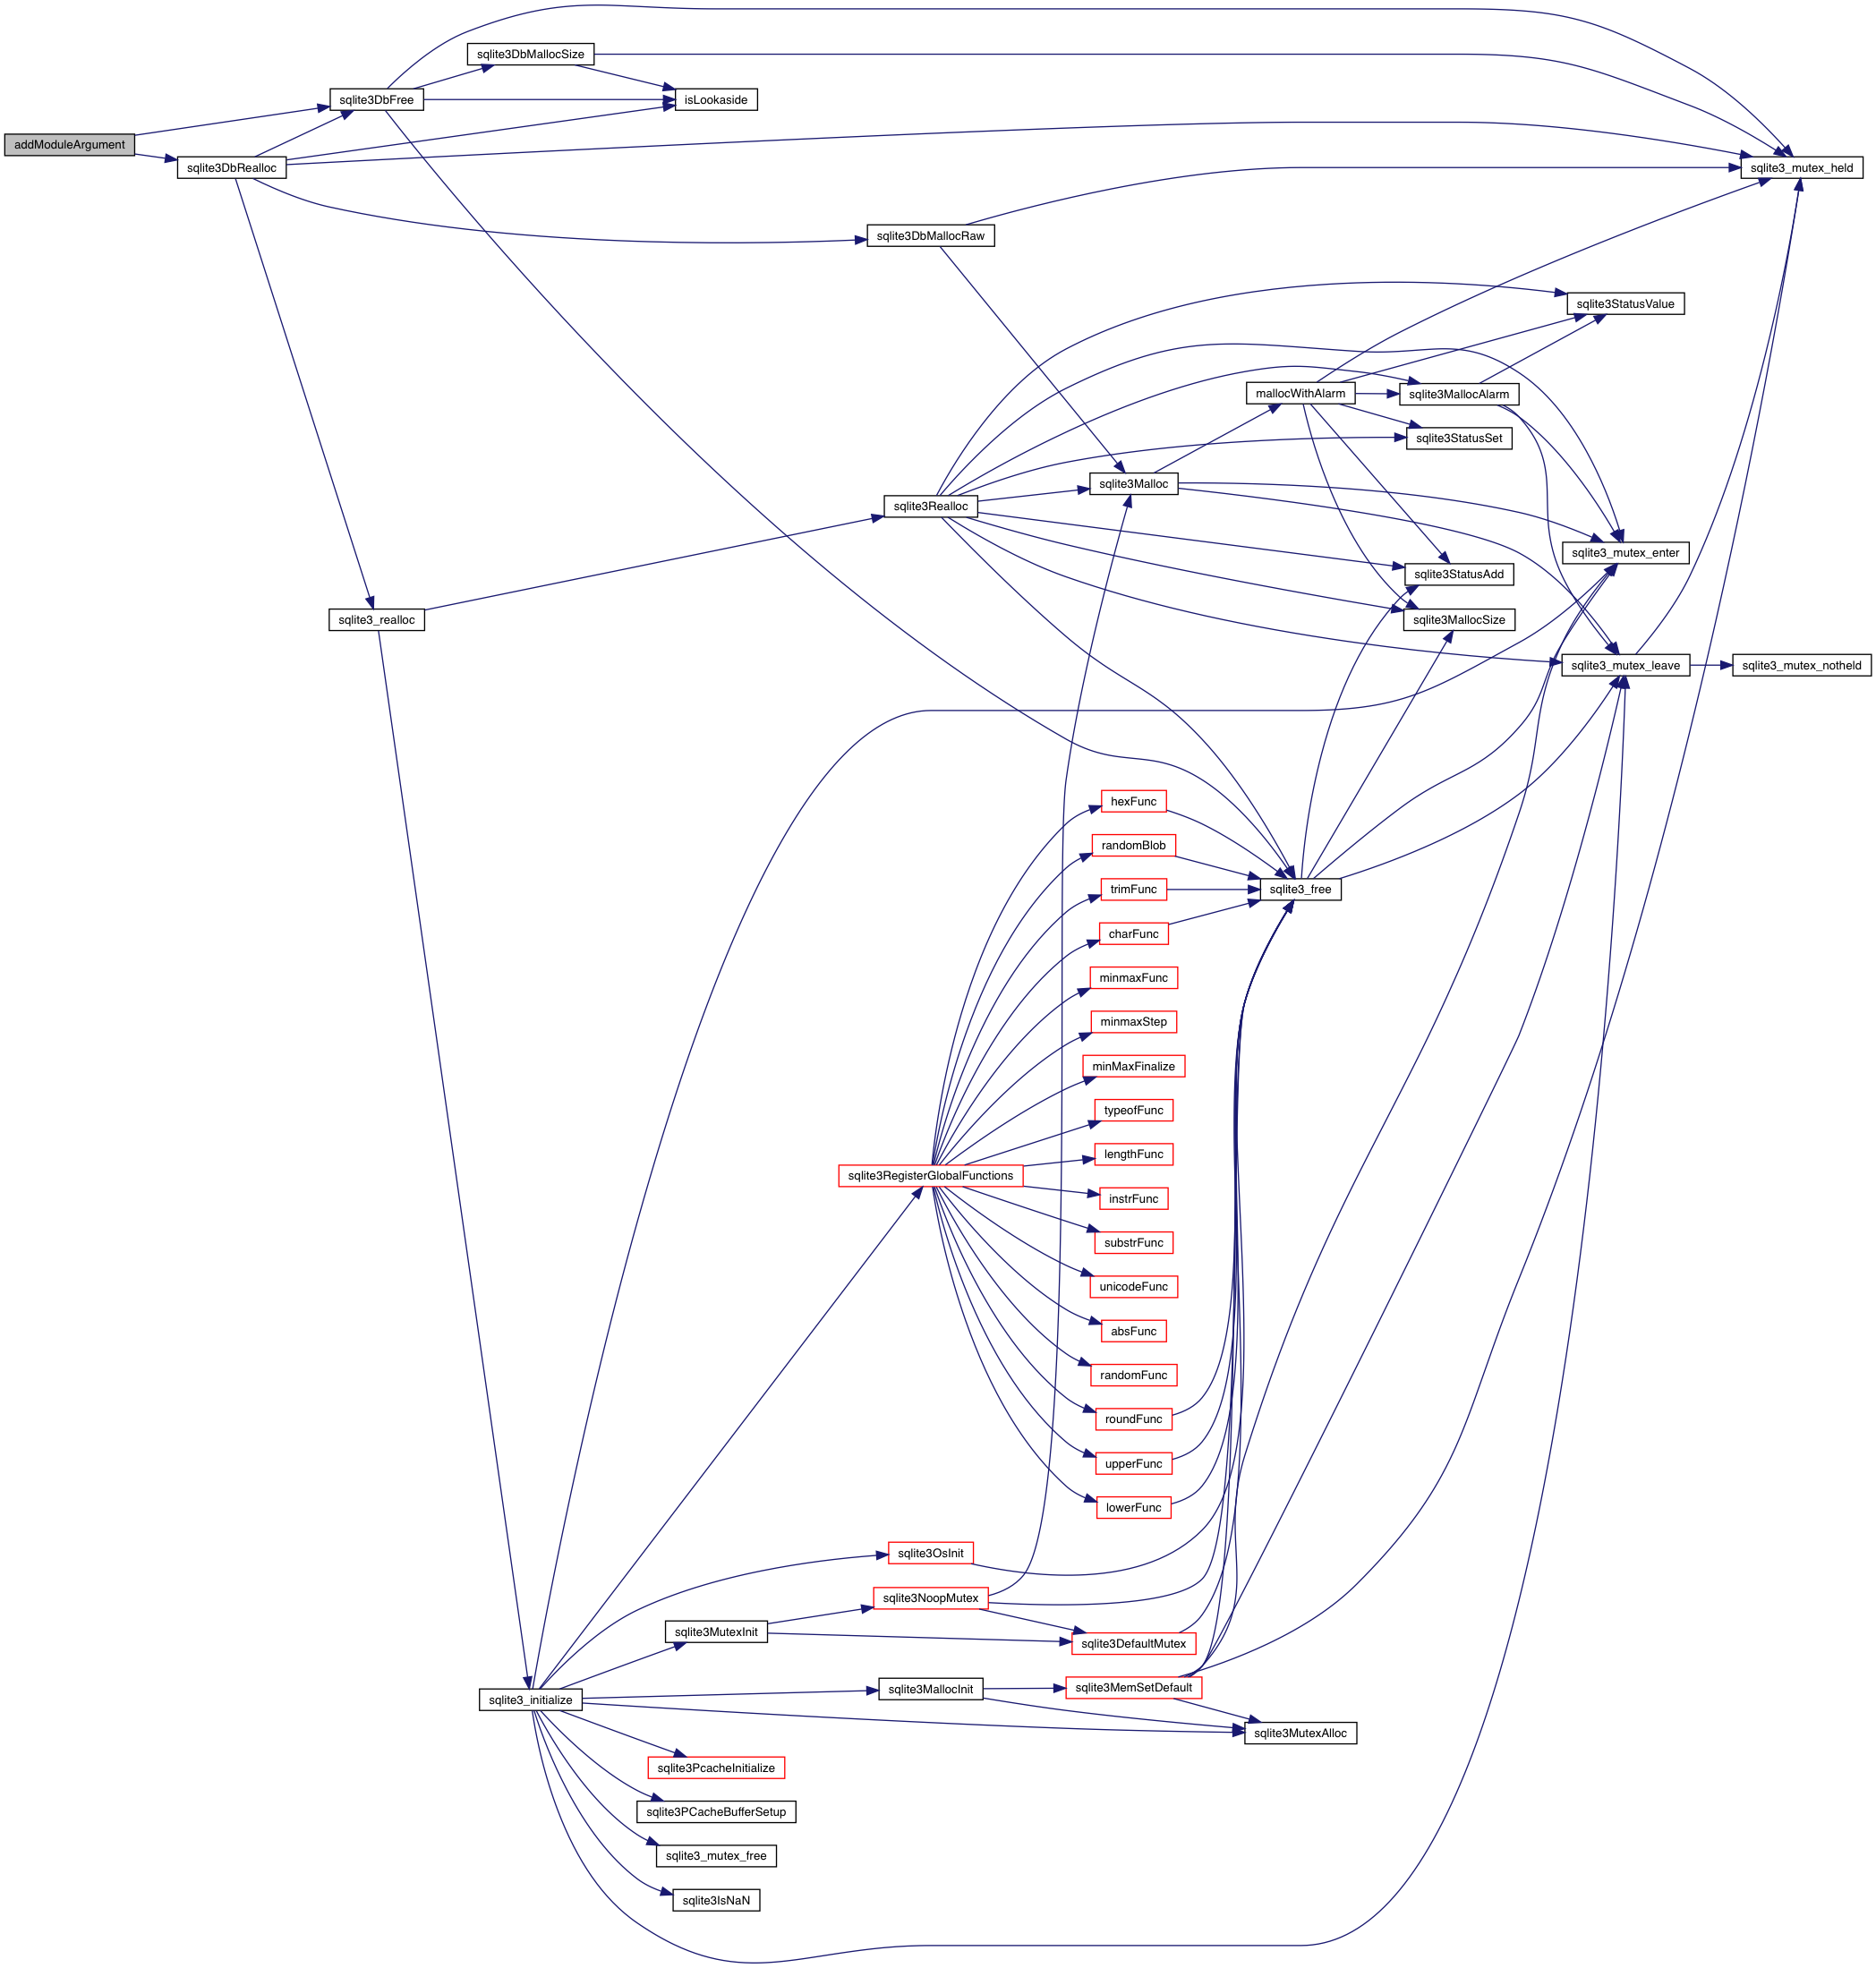 sqlite3DbMallocSize
sqlite3DbFree
isLookaside
addModuleArgument
sqlite3DbRealloc
sqlite3_mutex_held
sqlite3DbMallocRaw
sqlite3StatusValue
mallocWithAlarm
sqlite3MallocAlarm
sqlite3StatusSet
sqlite3Malloc
sqlite3Realloc
sqlite3_mutex_enter
sqlite3StatusAdd
sqlite3_realloc
sqlite3MallocSize
sqlite3_mutex_leave
sqlite3_mutex_notheld
hexFunc
randomBlob
trimFunc
sqlite3_free
charFunc
minmaxFunc
minmaxStep
minMaxFinalize
typeofFunc
lengthFunc
sqlite3RegisterGlobalFunctions
instrFunc
substrFunc
unicodeFunc
absFunc
randomFunc
roundFunc
upperFunc
lowerFunc
sqlite3OsInit
sqlite3NoopMutex
sqlite3MutexInit
sqlite3DefaultMutex
sqlite3MallocInit
sqlite3MemSetDefault
sqlite3_initialize
sqlite3MutexAlloc
sqlite3PcacheInitialize
sqlite3PCacheBufferSetup
sqlite3_mutex_free
sqlite3IsNaN